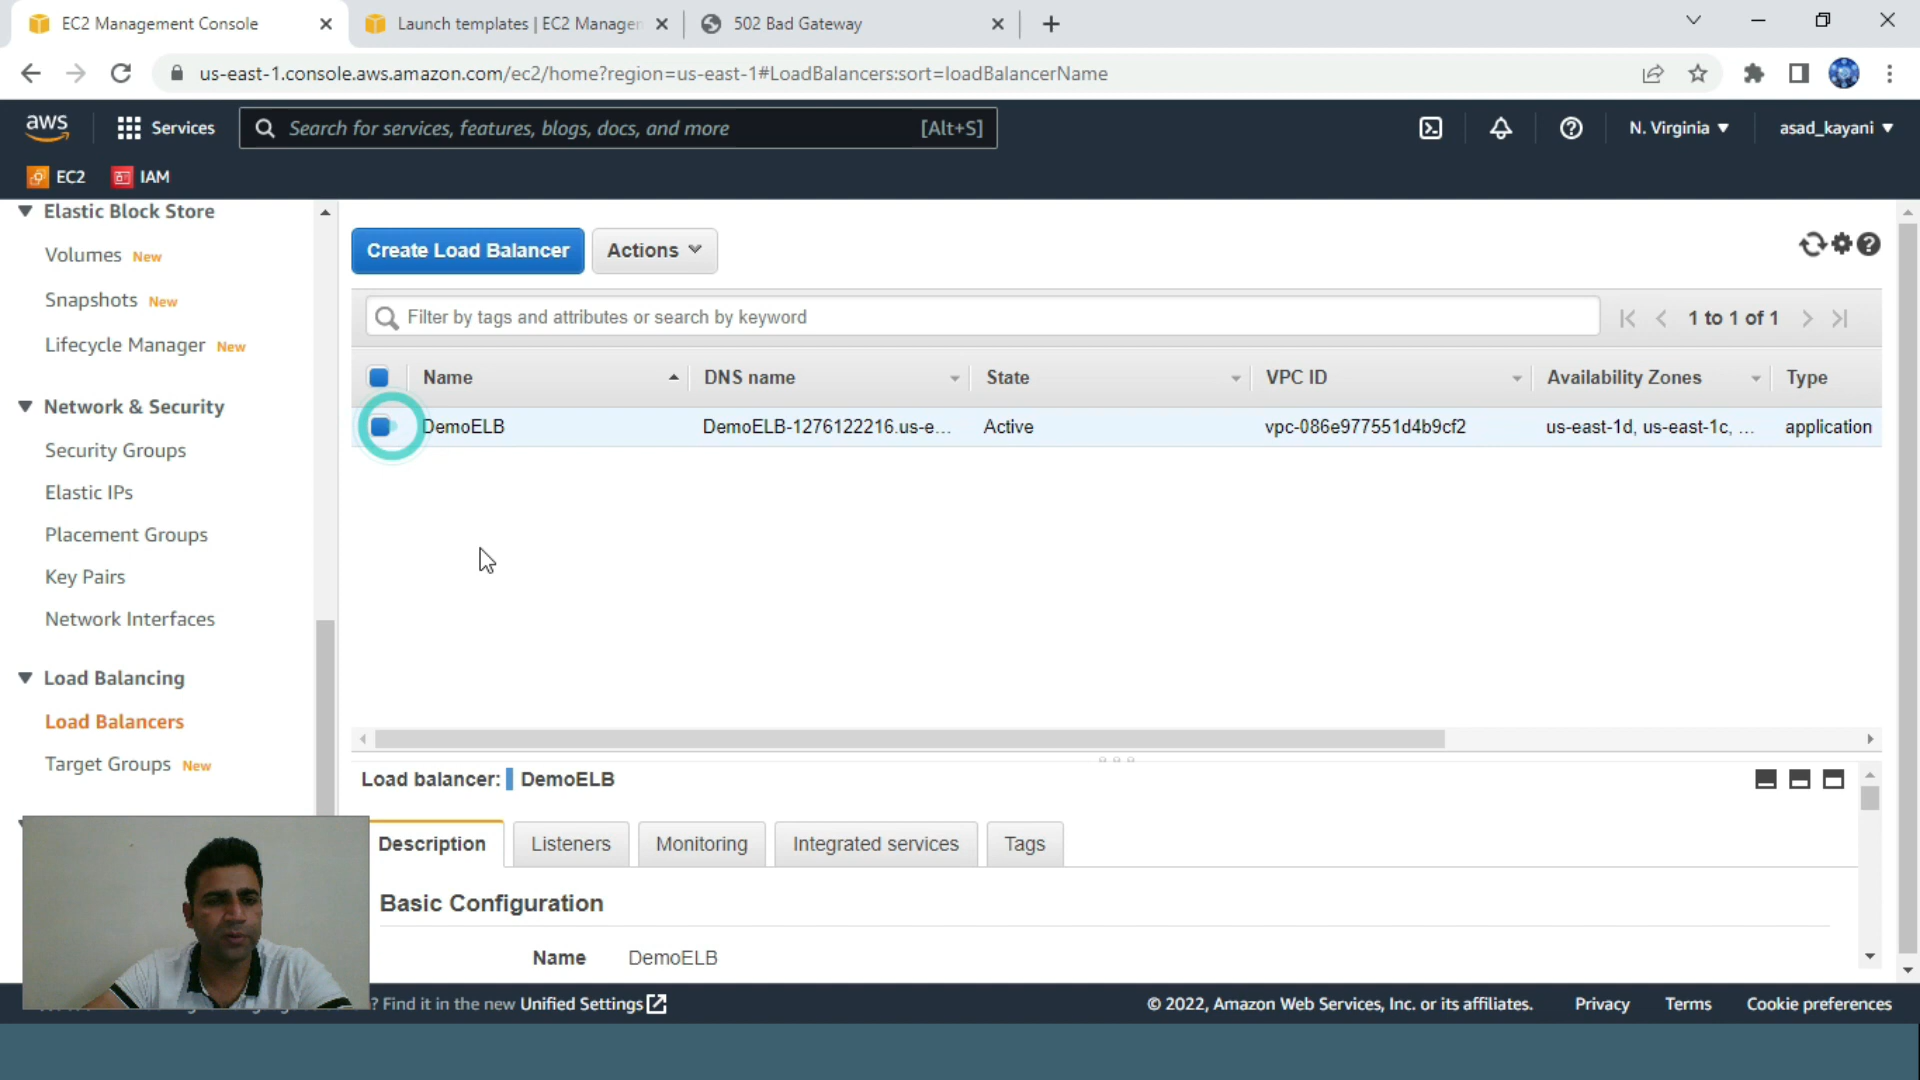 EC2 Management Console
Launch templates | EC2 Manager
502 Bad Gateway
us-east-1.console.aws.amazon.com/ec2/home?region=us-east-1#LoadBalancers:sort=loadBalancerName
aws
Services
Search for services, features, blogs, docs, and more
[Alt+S]
N. Virginia
asad_kayani
EC2
IAM
Elastic Block Store
Volumes New
Snapshots New
Lifecycle Manager New
Network & Security
Security Groups
Elastic IPs
Placement Groups
Key Pairs
Network Interfaces
Load Balancing
Load Balancers
Target Groups New
Create Load Balancer
Actions
Filter by tags and attributes or search by keyword
1 to 1 of 1
Name
DNS name
State
VPC ID
Availability Zones
Type
DemoELB
DemoELB-1276122216.us-e...
Active
vpc-086e977551d4b9cf2
us-east-1d, us-east-1c, ...
application
Load balancer: DemoELB
Description
Listeners
Monitoring
Integrated services
Tags
Basic Configuration
Name
DemoELB
? Find it in the new Unified Settings
© 2022, Amazon Web Services, Inc. or its affiliates.
Privacy
Terms
Cookie preferences